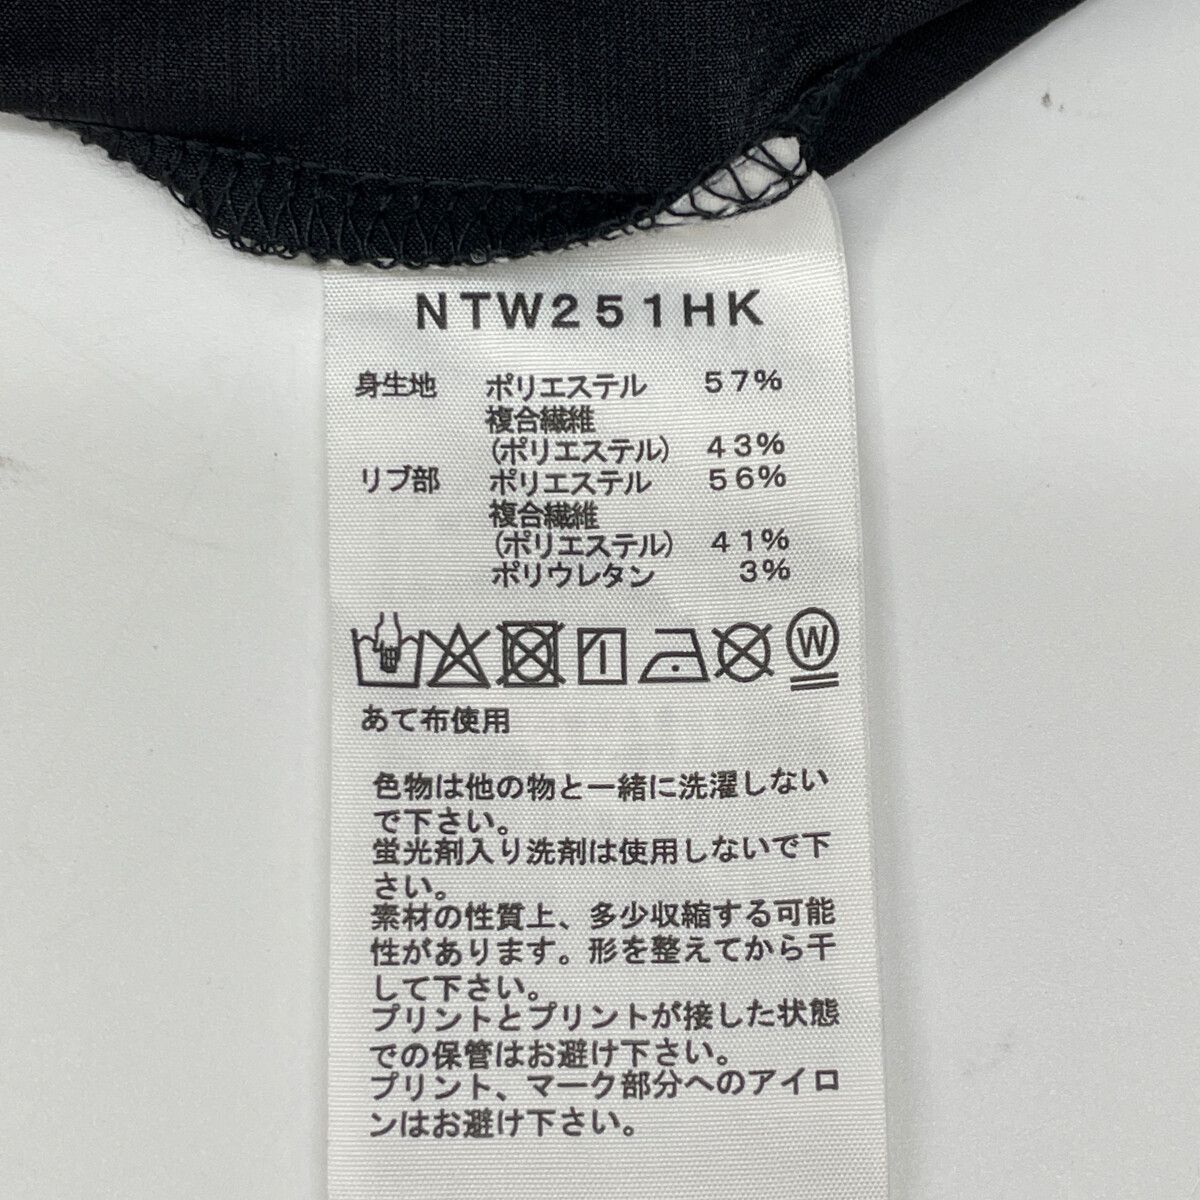 NTW251HK
身生地 ポリエステル 57%
複合繊維
(ポリエステル) 43%
リブ部 ポリエステル 56%
複合繊維
(ポリエステル) 41%
ポリウレタン 3%
W
あて布使用
色物は他の物と一緒に洗濯しない
で下さい。
蛍光剤入り洗剤は使用しないで下
さい。
素材の性質上、多少収縮する可能
性があります。形を整えてから干
して下さい。
プリントとプリントが接した状態
での保管はお避け下さい。
プリント、マーク部分へのアイロ
ンはお避け下さい。